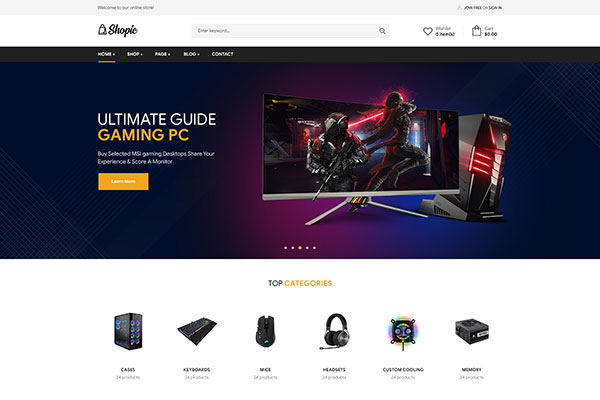 Welcome to our online store!
JOIN FREE OR SIGN IN
Shopic
Enter keyword...
Wishlist
0 item(s)
Cart
$0.00
HOME +
SHOP +
PAGE +
BLOG +
CONTACT
ULTIMATE GUIDE
GAMING PC
Buy Selected MSI gaming Desktops Share Your
Experience & Score A Monitor
Learn More
TOP CATEGORIES
CASES
24 products
KEYBOARDS
24 products
MICE
24 products
HEADSETS
24 products
CUSTOM COOLING
24 products
MEMORY
24 products